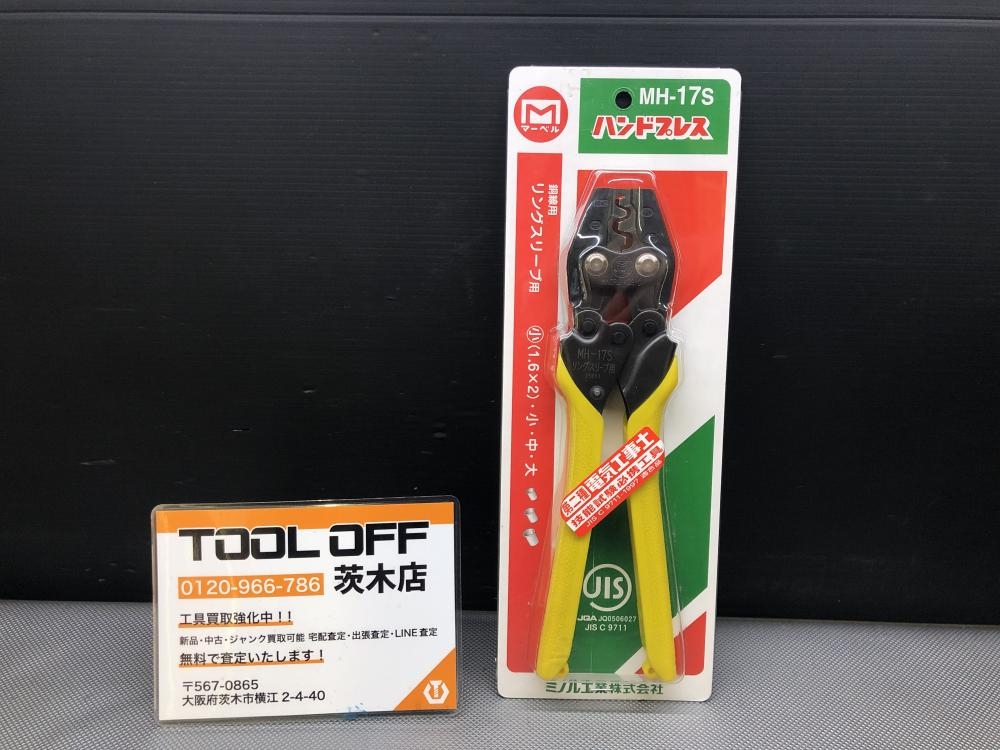 MH-17S
ハンドプレス
M
マーベル
銅線用
リングスリーブ用
小(1.6×2)・小・中・大
MH-17S
リングスリーブ用
第二種電気工事士
技能試験必携工具
JIS C 9711:1997 適合品
JIS
JQA JQ0506027
JIS C 9711
ミノル工業株式会社
TOOL OFF
0120-966-786 茨木店
工具買取強化中!!
新品・中古・ジャンク買取可能 宅配査定・出張査定・LINE査定
無料で査定いたします!
〒567-0865
大阪府茨木市横江 2-4-40